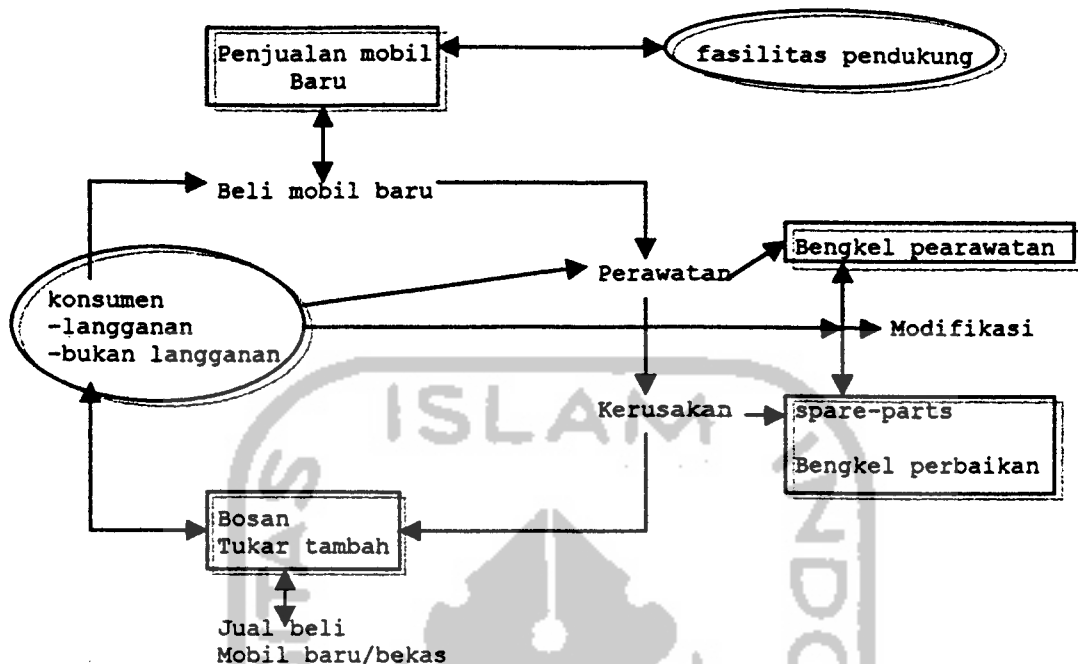 Penjualan mobil
Baru
fasilitas pendukung
Beli mobil baru
Bengkel pearawatan
Perawatan
konsumen
-langganan
-bukan langganan
Modifikasi
Kerusakan
spare-parts
Bengkel perbaikan
Bosan
Tukar tambah
Jual beli
Mobil baru/bekas
ISLAM